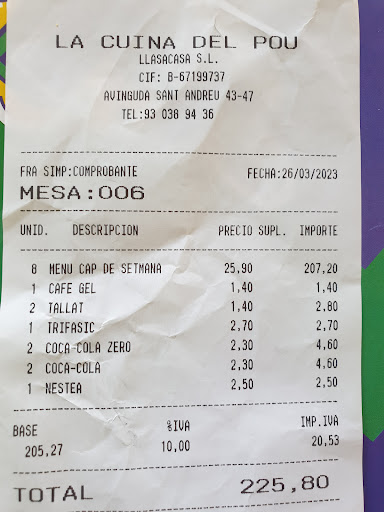 LA CUINA DEL POU
LLASACASA S.L.
CIF: B-67199737
AVINGUDA SANT ANDREU 43-47
TEL:93 038 94 36
FRA SIMP:COMPROBANTE FECHA:26/03/2023
MESA:006
UNID. DESCRIPCION PRECIO SUPL. IMPORTE
8 MENU CAP DE SETMANA 25,90 207,20
1 CAFE GEL 1,40 1,40
2 TALLAT 1,40 2,80
1 TRIFASIC 2,70 2,70
2 COCA-COLA ZERO 2,30 4,60
2 COCA-COLA 2,30 4,60
1 NESTEA 2,50 2,50
BASE %IVA IMP.IVA
205,27 10,00 20,53
TOTAL 225,80